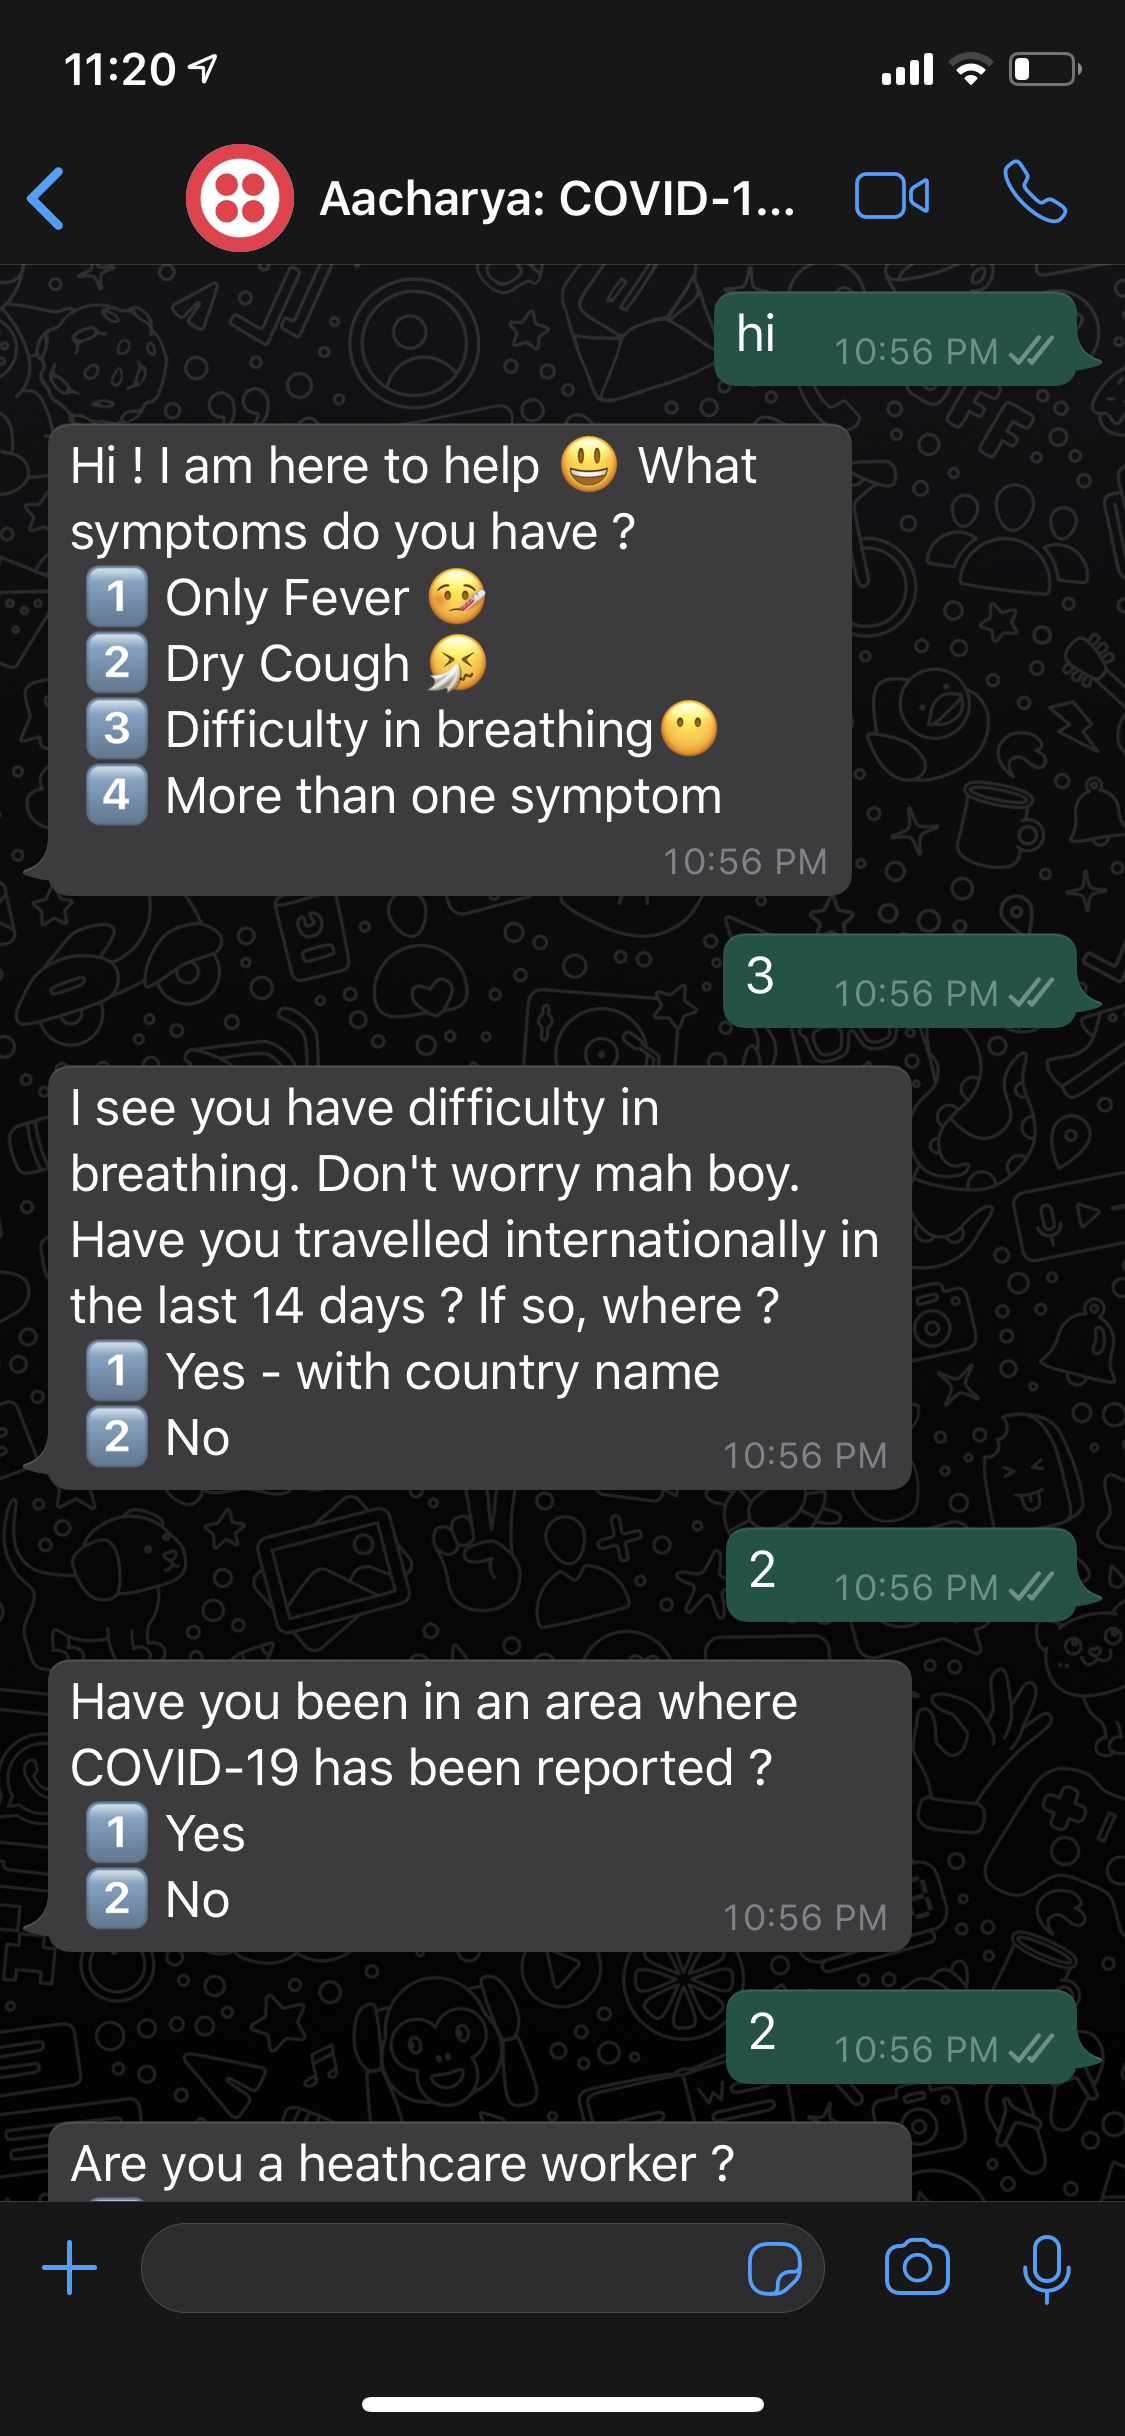 11:20
Aacharya: COVID-1...
hi 10:56 PM
Hi ! I am here to help 😃 What
symptoms do you have ?
1️⃣ Only Fever 🤒
2️⃣ Dry Cough 🤧
3️⃣ Difficulty in breathing😶
4️⃣ More than one symptom
10:56 PM
3 10:56 PM
I see you have difficulty in
breathing. Don't worry mah boy.
Have you travelled internationally in
the last 14 days ? If so, where ?
1️⃣ Yes - with country name
2️⃣ No
10:56 PM
2 10:56 PM
Have you been in an area where
COVID-19 has been reported ?
1️⃣ Yes
2️⃣ No
10:56 PM
2 10:56 PM
Are you a heathcare worker ?